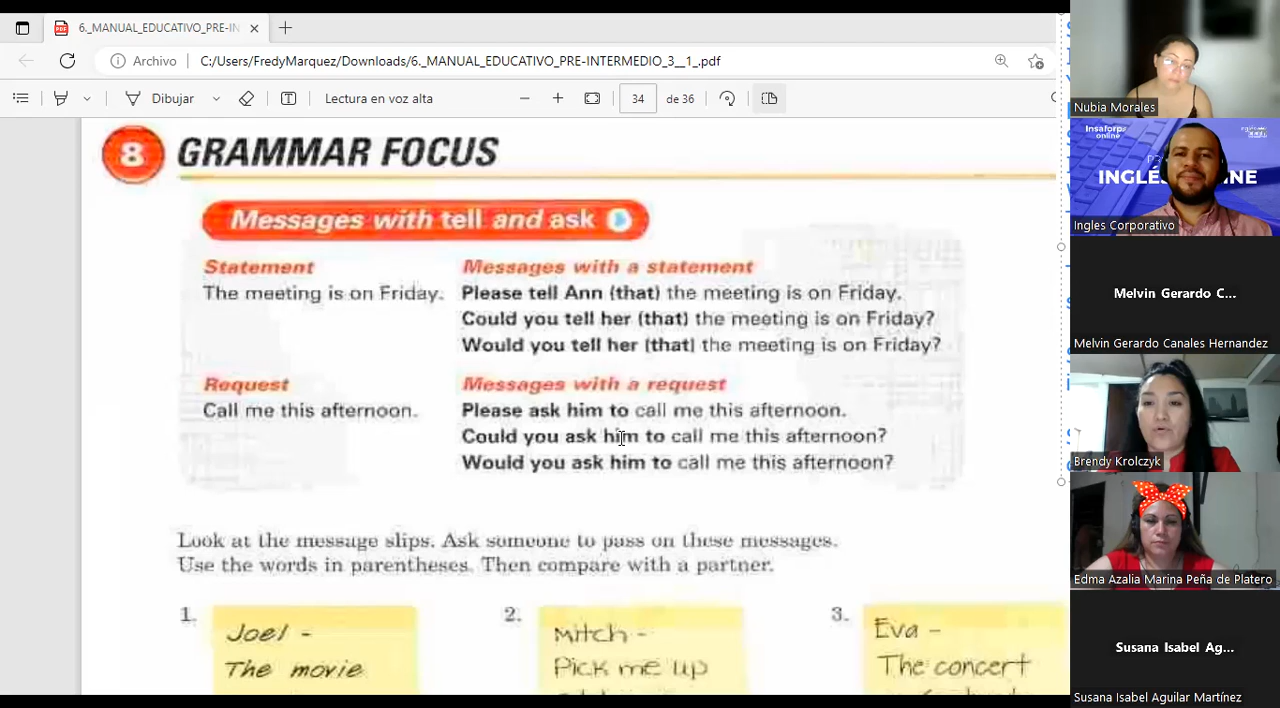 6._MANUAL_EDUCATIVO_PRE-IN
Archivo
C:/Users/FredyMarquez/Downloads/6._MANUAL_EDUCATIVO_PRE-INTERMEDIO_3__1_.pdf
Dibujar
Lectura en voz alta
34
de 36
8 GRAMMAR FOCUS
Messages with tell and ask
Statement
Messages with a statement
The meeting is on Friday.
Please tell Ann (that) the meeting is on Friday.
Could you tell her (that) the meeting is on Friday?
Would you tell her (that) the meeting is on Friday?
Request
Messages with a request
Call me this afternoon.
Please ask him to call me this afternoon.
Could you ask him to call me this afternoon?
Would you ask him to call me this afternoon?
Look at the message slips. Ask someone to pass on these messages.
Use the words in parentheses. Then compare with a partner.
1.
Joel –
The movie
2.
Mitch –
Pick me up
3.
Eva –
The concert
Nubia Morales
Insaforp
online
INGLÉS
INE
Ingles Corporativo
Melvin Gerardo C...
Melvin Gerardo Canales Hernandez
Brendy Krolczyk
Edma Azalia Marina Peña de Platero
Susana Isabel Ag...
Susana Isabel Aguilar Martínez